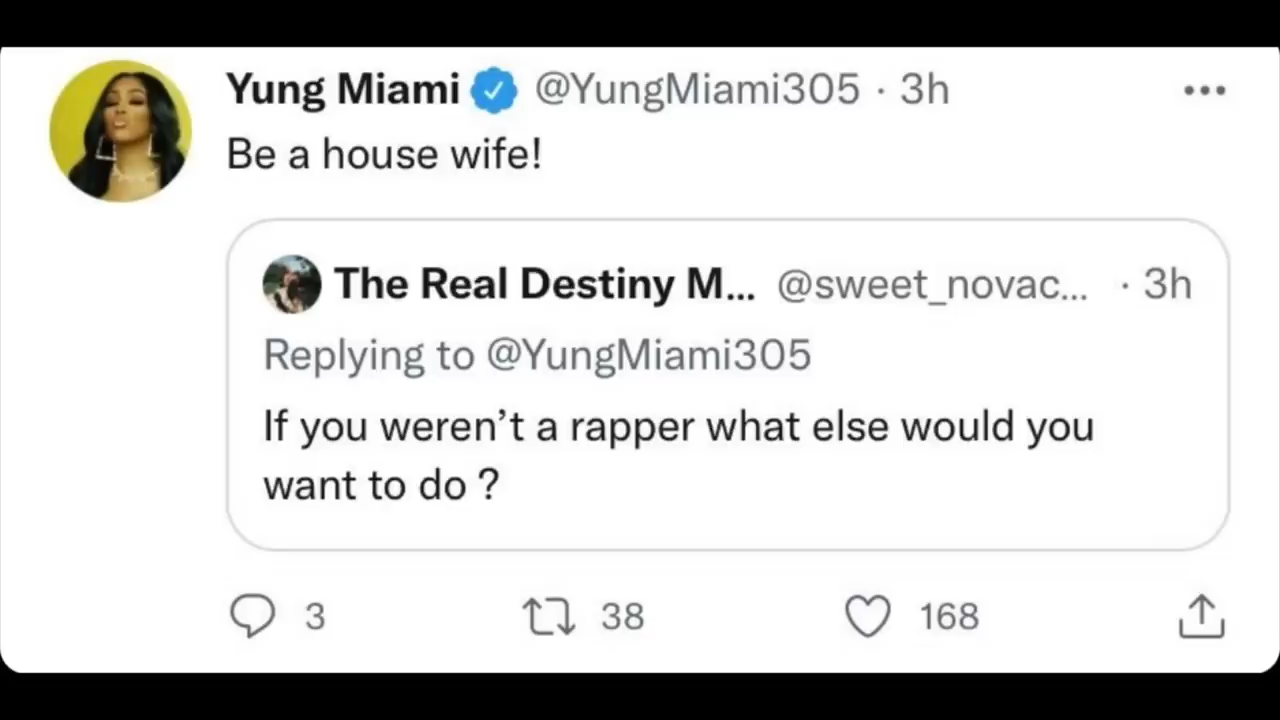 Yung Miami @YungMiami305 · 3h
Be a house wife!
The Real Destiny M... @sweet_novac... · 3h
Replying to @YungMiami305
If you weren’t a rapper what else would you
want to do ?
3 38 168